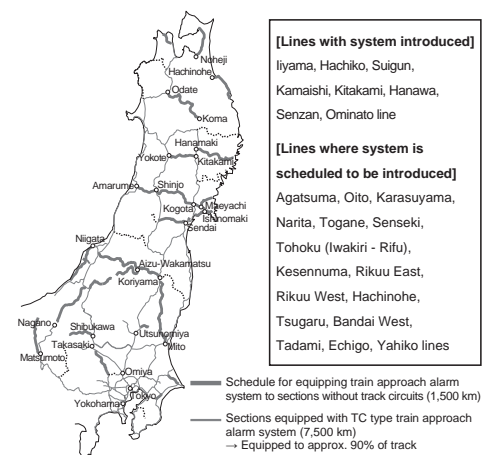 Noheji
Hachinohe
Odate
Koma
Hanamaki
Yokote
Kitakami
Amarume
Shinjo
Kogota
Maeyachi
Ishinomaki
Sendai
Niigata
Aizu-Wakamatsu
Koriyama
Nagano
Shibukawa
Utsunomiya
Takasaki
Mito
Matsumoto
Omiya
Tokyo
Yokohama
[Lines with system introduced]
Iiyama, Hachiko, Suigun,
Kamaishi, Kitakami, Hanawa,
Senzan, Ominato line
[Lines where system is
scheduled to be introduced]
Agatsuma, Oito, Karasuyama,
Narita, Togane, Senseki,
Tohoku (Iwakiri - Rifu),
Kesennuma, Rikuu East,
Rikuu West, Hachinohe,
Tsugaru, Bandai West,
Tadami, Echigo, Yahiko lines
Schedule for equipping train approach alarm
system to sections without track circuits (1,500 km)
Sections equipped with TC type train approach
alarm system (7,500 km)
→ Equipped to approx. 90% of track